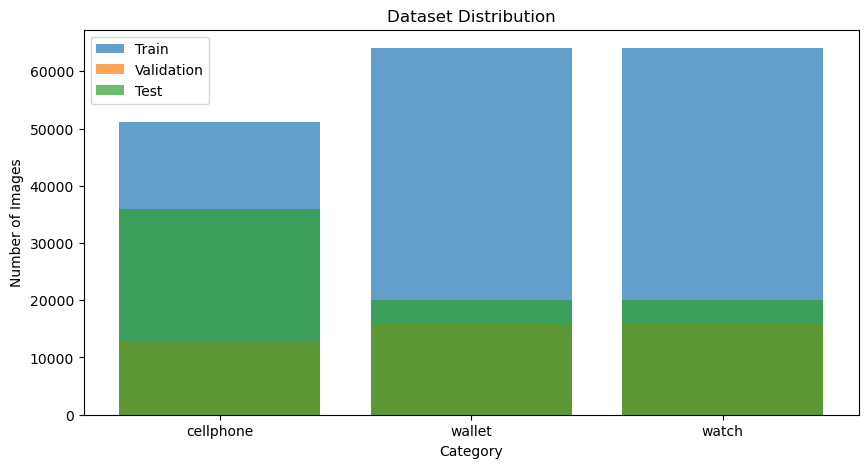 Dataset Distribution
Train
Validation
Test
60000
50000
40000
30000
20000
10000
0
Number of Images
cellphone wallet watch
Category